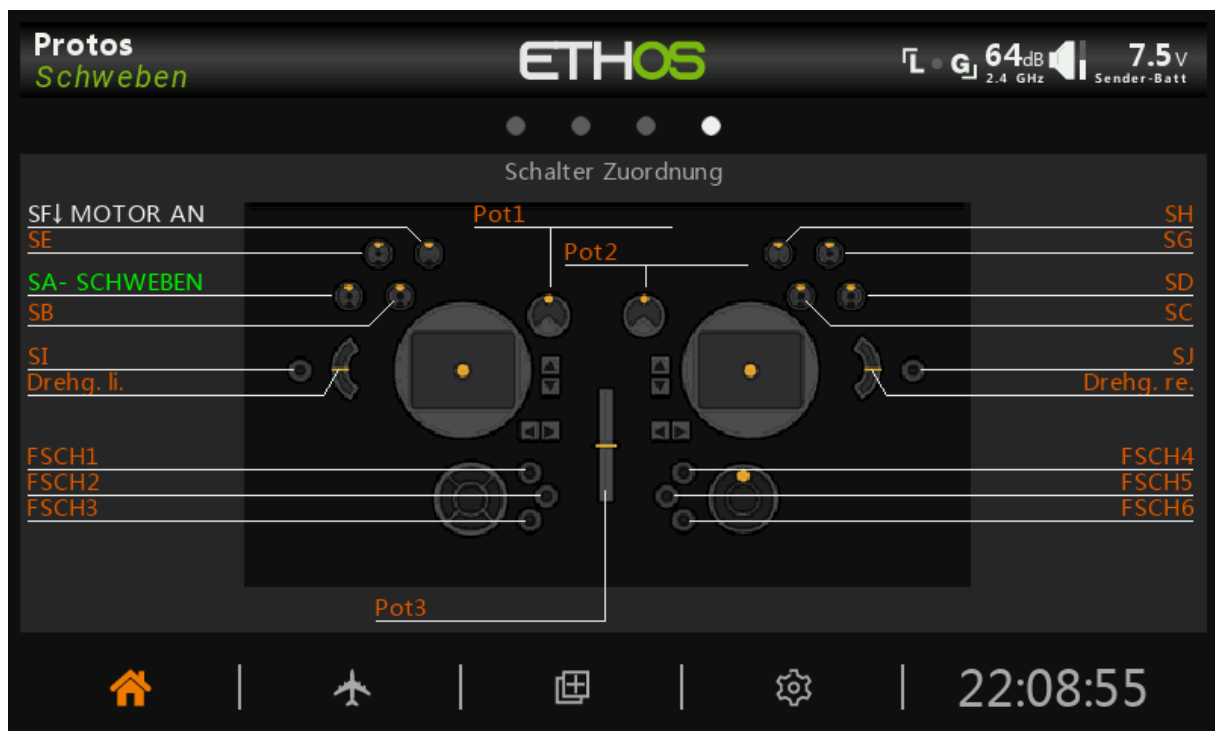 Protos
Schweben
ETHOS
L G 64dB
2.4 GHz
7.5V
Sender-Batt
Schalter Zuordnung
SF↓ MOTOR AN
SE
SA- SCHWEBEN
SB
SI
Drehg. li.
FSCH1
FSCH2
FSCH3
Pot1
Pot2
Pot3
SH
SG
SD
SC
SJ
Drehg. re.
FSCH4
FSCH5
FSCH6
22:08:55